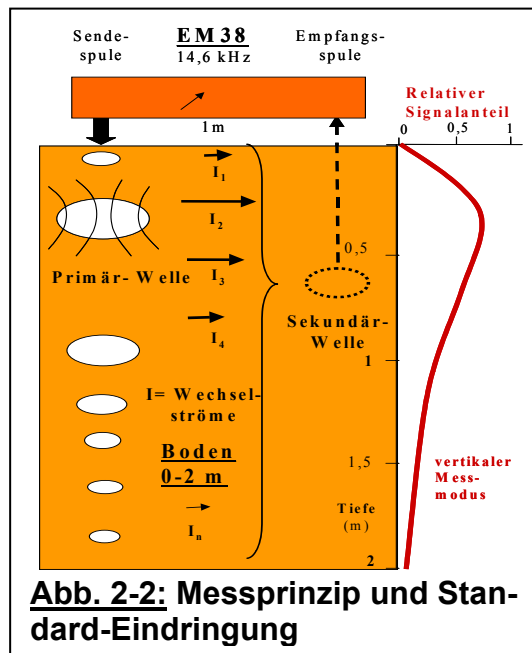 Sende-
spule
EM38
14,6 kHz
Empfangs-
spule
Relativer
Signalanteil
0 0,5 1
1m
I1
I2
0,5
Primär-Welle
I3
Sekundär-
Welle
I4
1
I= Wechsel-
ströme
Boden
0-2 m
1,5
vertikaler
Mess-
modus
In
Tiefe
(m)
2
Abb. 2-2: Messprinzip und Stan-
dard-Eindringung